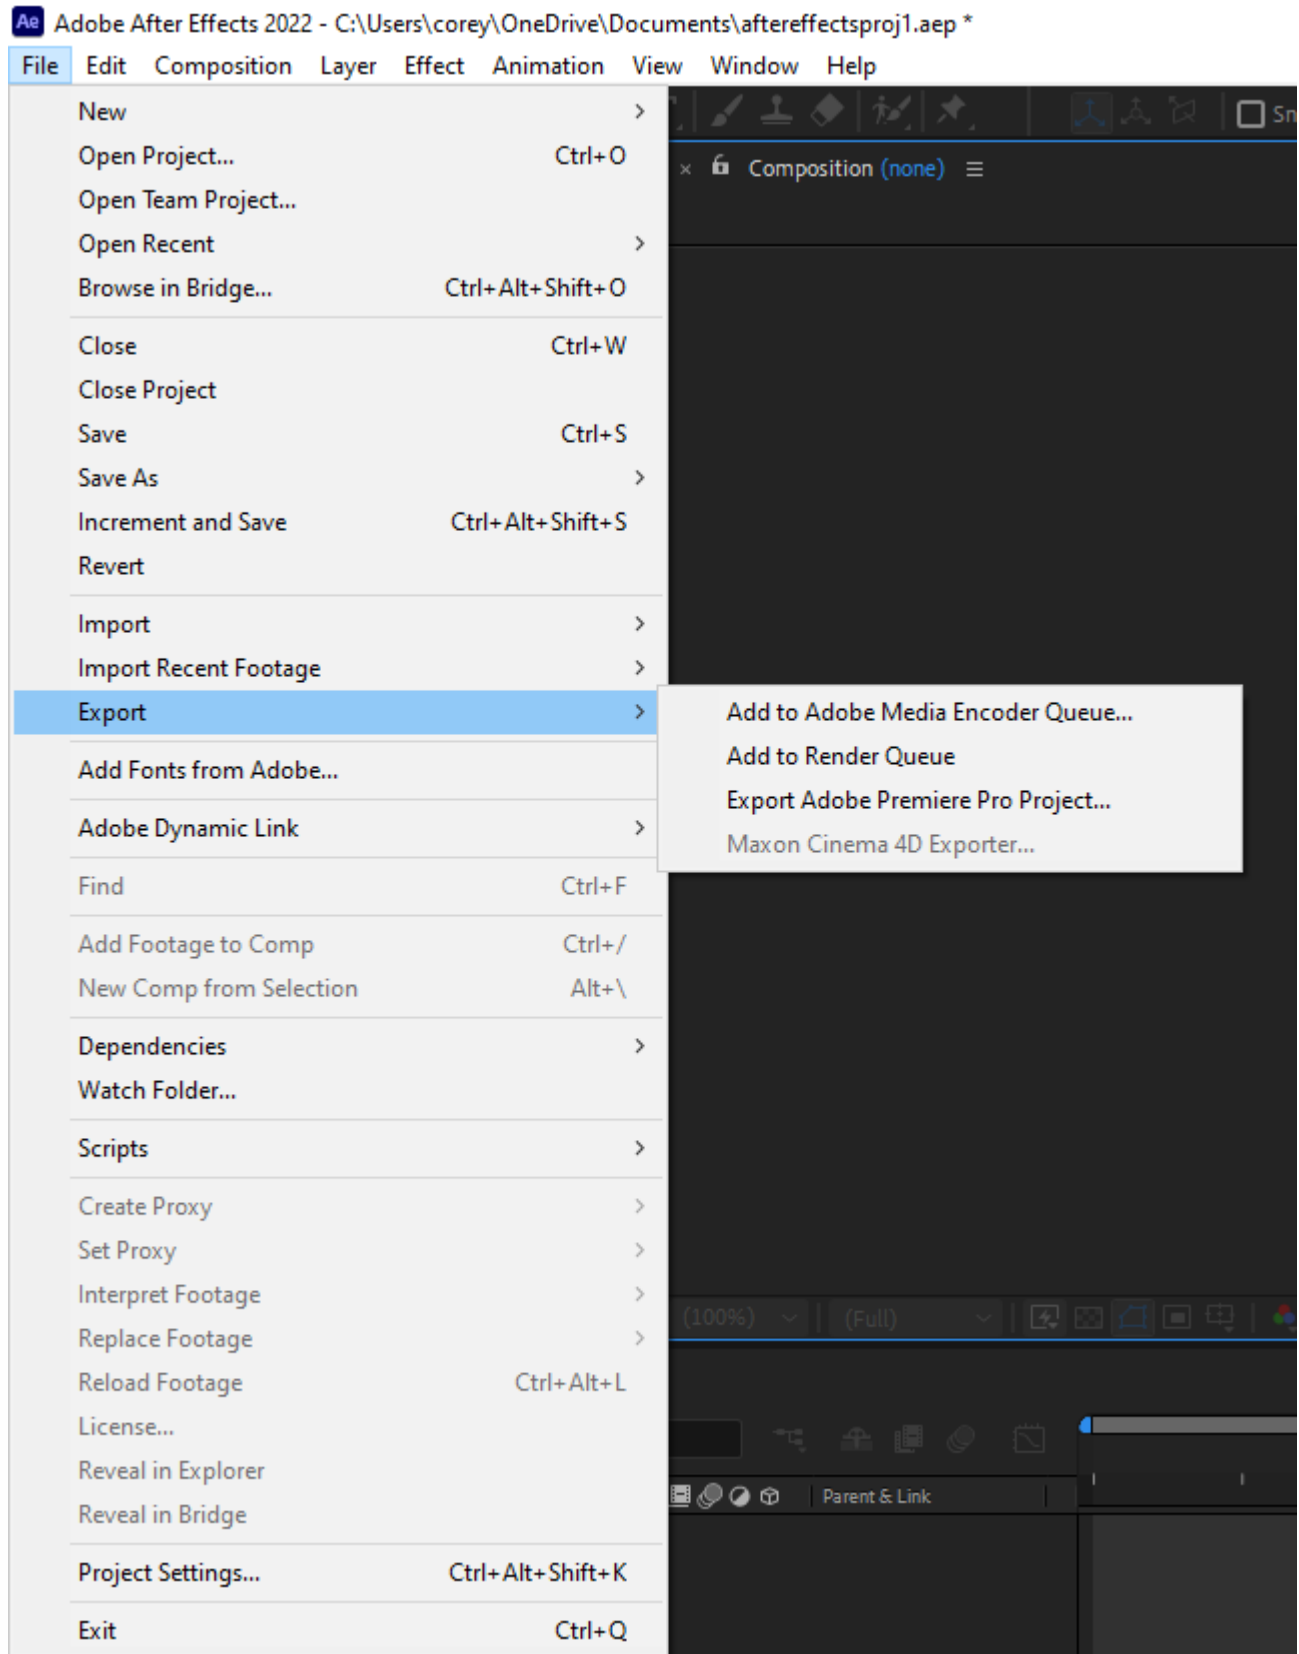 Ae Adobe After Effects 2022 - C:\Users\corey\OneDrive\Documents\aftereffectsproj1.aep *
File Edit Composition Layer Effect Animation View Window Help
New
Open Project... Ctrl+O
Open Team Project...
Open Recent
Browse in Bridge... Ctrl+Alt+Shift+O
Close Ctrl+W
Close Project
Save Ctrl+S
Save As
Increment and Save Ctrl+Alt+Shift+S
Revert
Import
Import Recent Footage
Export
Add Fonts from Adobe...
Adobe Dynamic Link
Find Ctrl+F
Add Footage to Comp Ctrl+/
New Comp from Selection Alt+\
Dependencies
Watch Folder...
Scripts
Create Proxy
Set Proxy
Interpret Footage
Replace Footage
Reload Footage Ctrl+Alt+L
License...
Reveal in Explorer
Reveal in Bridge
Project Settings... Ctrl+Alt+Shift+K
Exit Ctrl+Q
Add to Adobe Media Encoder Queue...
Add to Render Queue
Export Adobe Premiere Pro Project...
Maxon Cinema 4D Exporter...
Sn
Composition (none)
(100%) (Full)
Parent & Link